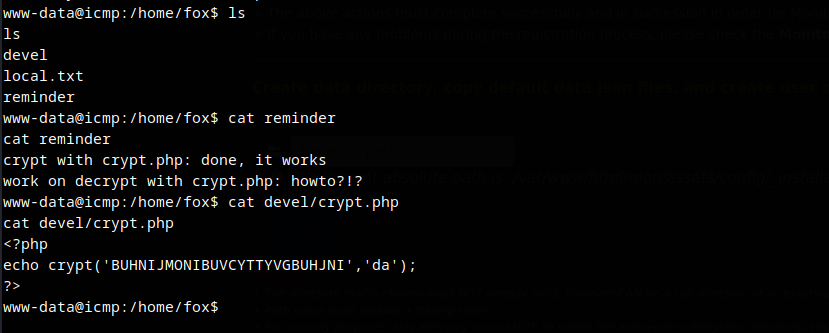 www-data@icmp:/home/fox$ ls
ls
devel
local.txt
reminder
www-data@icmp:/home/fox$ cat reminder
cat reminder
crypt with crypt.php: done, it works
work on decrypt with crypt.php: howto?!?
www-data@icmp:/home/fox$ cat devel/crypt.php
cat devel/crypt.php
<?php
echo crypt('BUHNIJMONIBUVCYTTYVGBUHJNI','da');
?>
www-data@icmp:/home/fox$